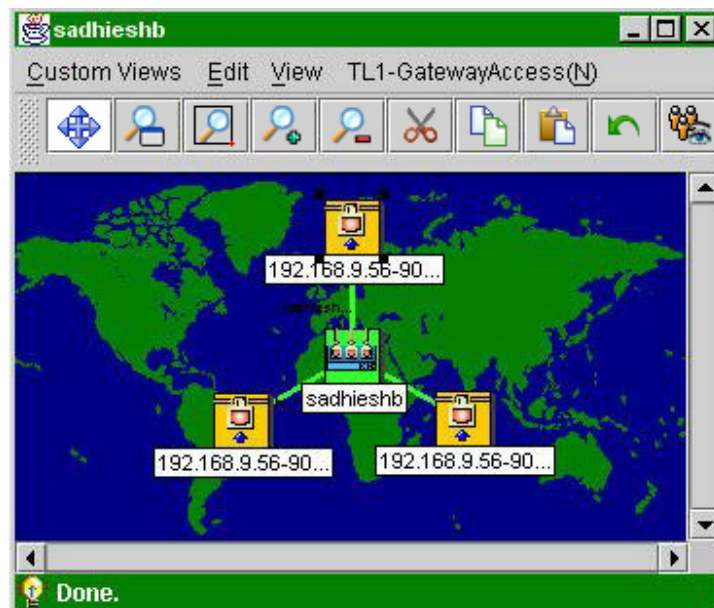 sadhieshb
Custom Views Edit View TL1-GatewayAccess(N)
192.168.9.56-90...
sadhieshb
192.168.9.56-90...
192.168.9.56-90...
Done.